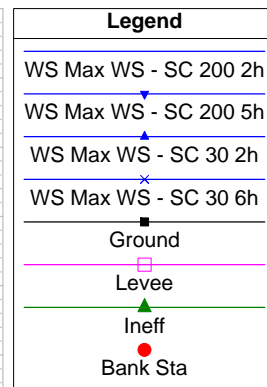 Legend
WS Max WS - SC 200 2h
WS Max WS - SC 200 5h
WS Max WS - SC 30 2h
WS Max WS - SC 30 6h
Ground
Levee
Ineff
Bank Sta